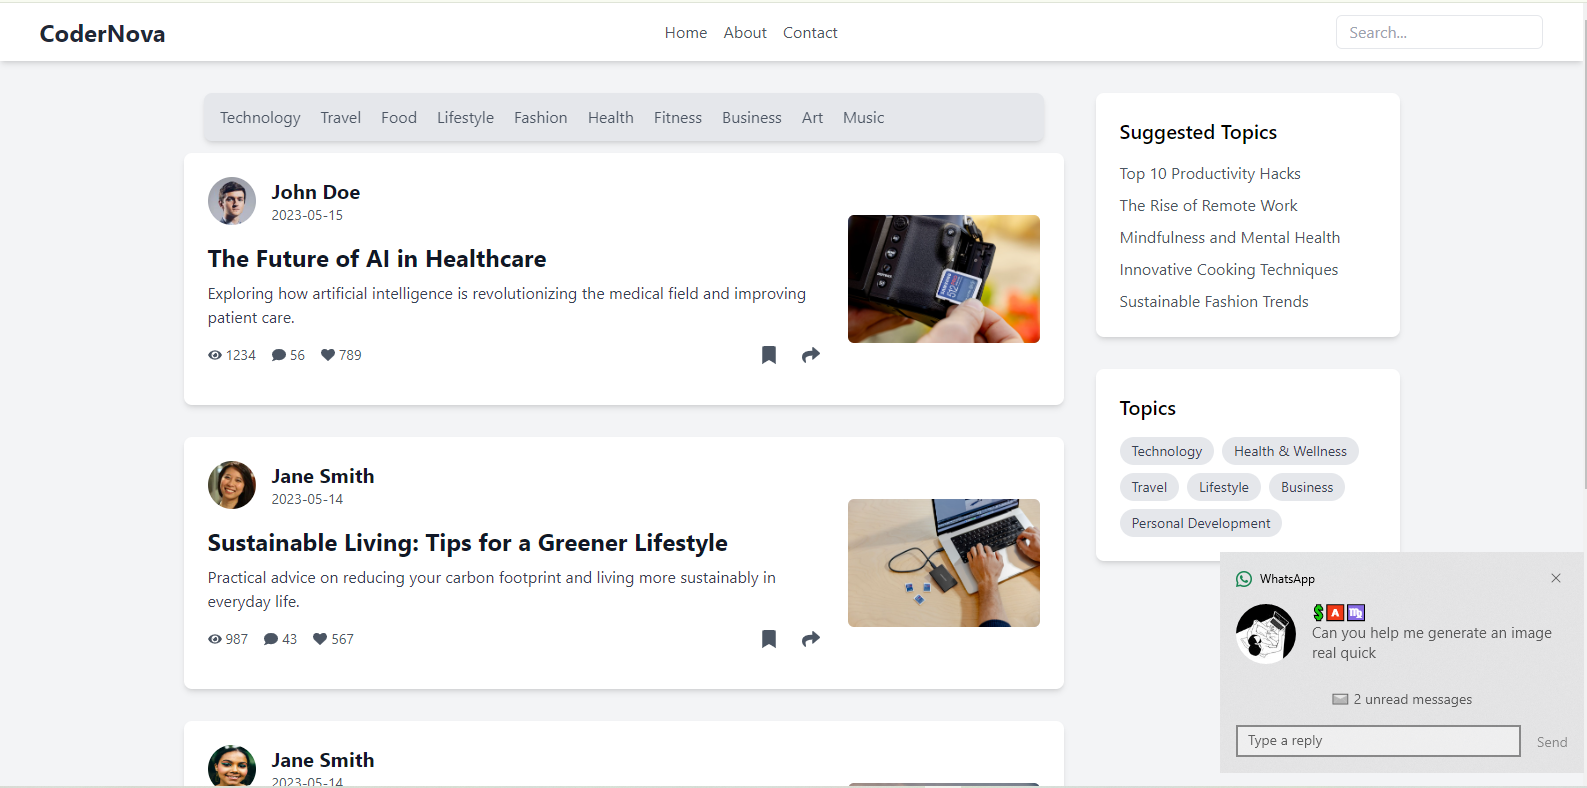 CoderNova
Home About Contact
Search...
Technology Travel Food Lifestyle Fashion Health Fitness Business Art Music
John Doe
2023-05-15
The Future of AI in Healthcare
Exploring how artificial intelligence is revolutionizing the medical field and improving
patient care.
1234 56 789
SAMSUNG
512
Jane Smith
2023-05-14
Sustainable Living: Tips for a Greener Lifestyle
Practical advice on reducing your carbon footprint and living more sustainably in
everyday life.
987 43 567
Jane Smith
2023-05-14
Suggested Topics
Top 10 Productivity Hacks
The Rise of Remote Work
Mindfulness and Mental Health
Innovative Cooking Techniques
Sustainable Fashion Trends
Topics
Technology Health & Wellness
Travel Lifestyle Business
Personal Development
WhatsApp
💲🅰️♍
Can you help me generate an image
real quick
2 unread messages
Type a reply
Send